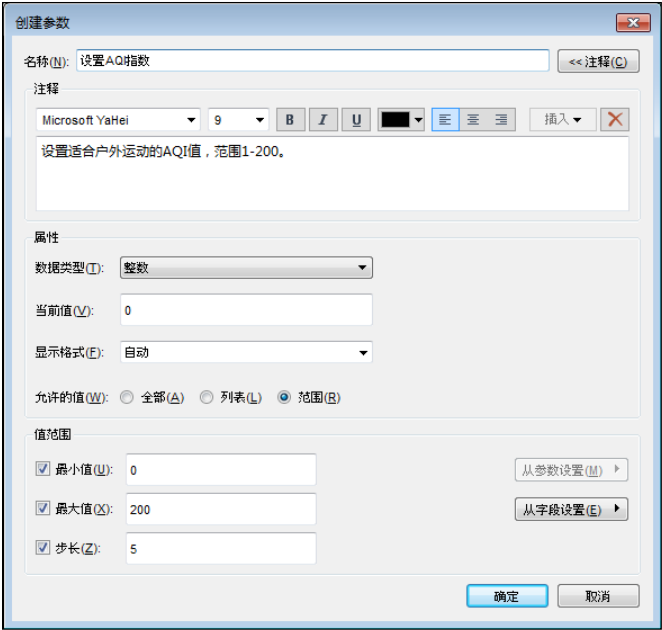 创建参数
名称(N): 设置AQI指数 <<注释(C)
注释
Microsoft YaHei 9 B I U 插入
设置适合户外运动的AQI值，范围1-200。
属性
数据类型(T): 整数
当前值(V): 0
显示格式(F): 自动
允许的值(W): 全部(A) 列表(L) 范围(R)
值范围
最小值(U): 0 从参数设置(M)
最大值(X): 200 从字段设置(E)
步长(Z): 5
确定 取消